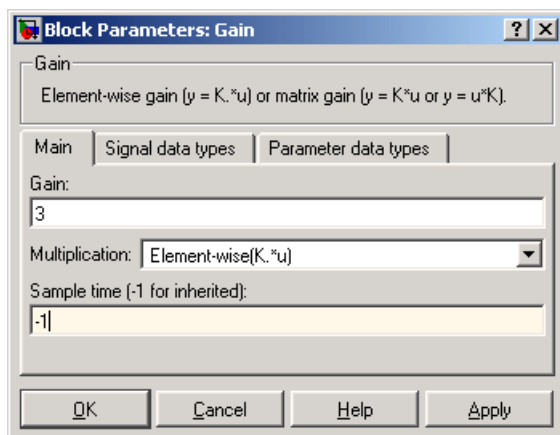 Block Parameters: Gain
Gain
Element-wise gain (y = K.*u) or matrix gain (y = K*u or y = u*K).
Main Signal data types Parameter data types
Gain:
3
Multiplication: Element-wise(K.*u)
Sample time (-1 for inherited):
-1
OK Cancel Help Apply